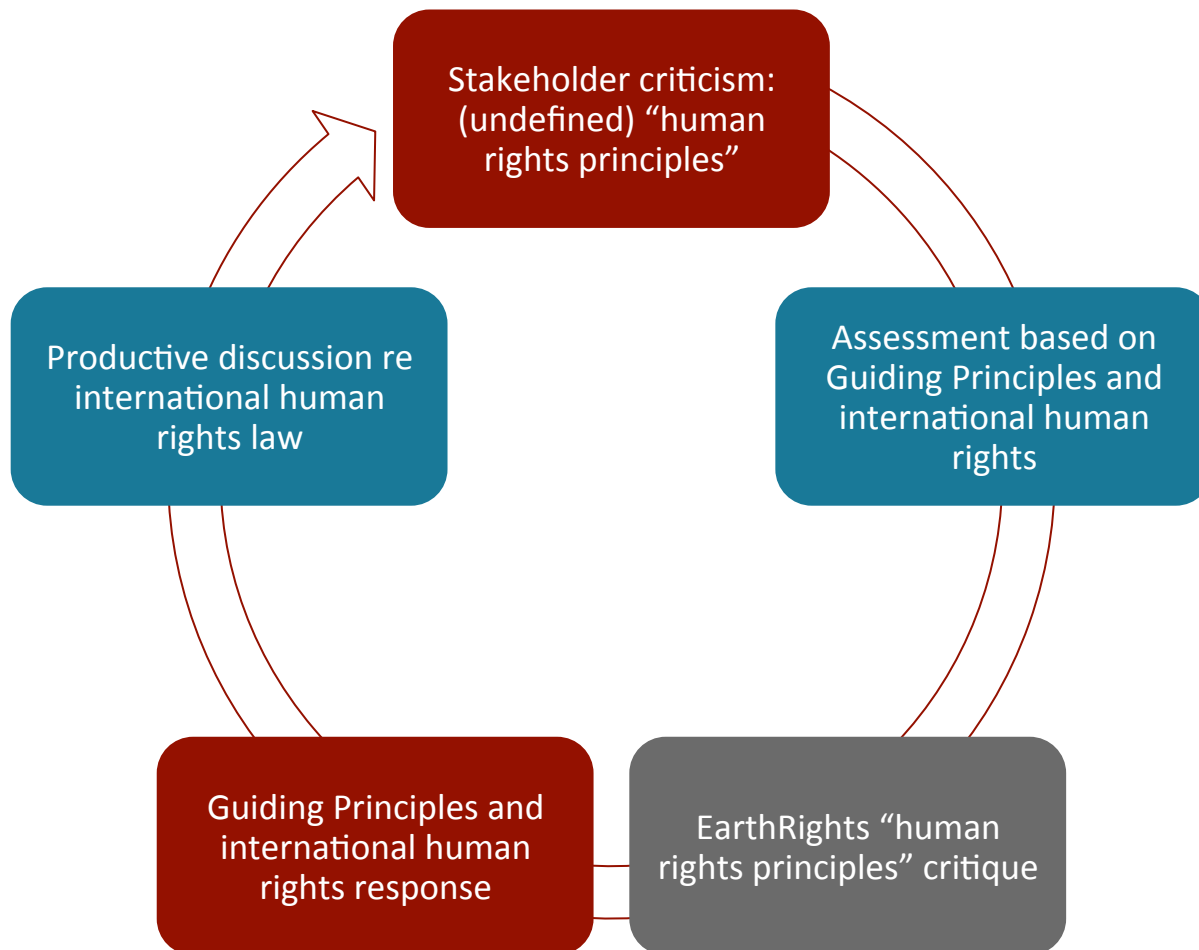 Stakeholder criticism:
(undefined) “human
rights principles”
Assessment based on
Guiding Principles and
international human
rights
EarthRights “human
rights principles” critique
Guiding Principles and
international human
rights response
Productive discussion re
international human
rights law